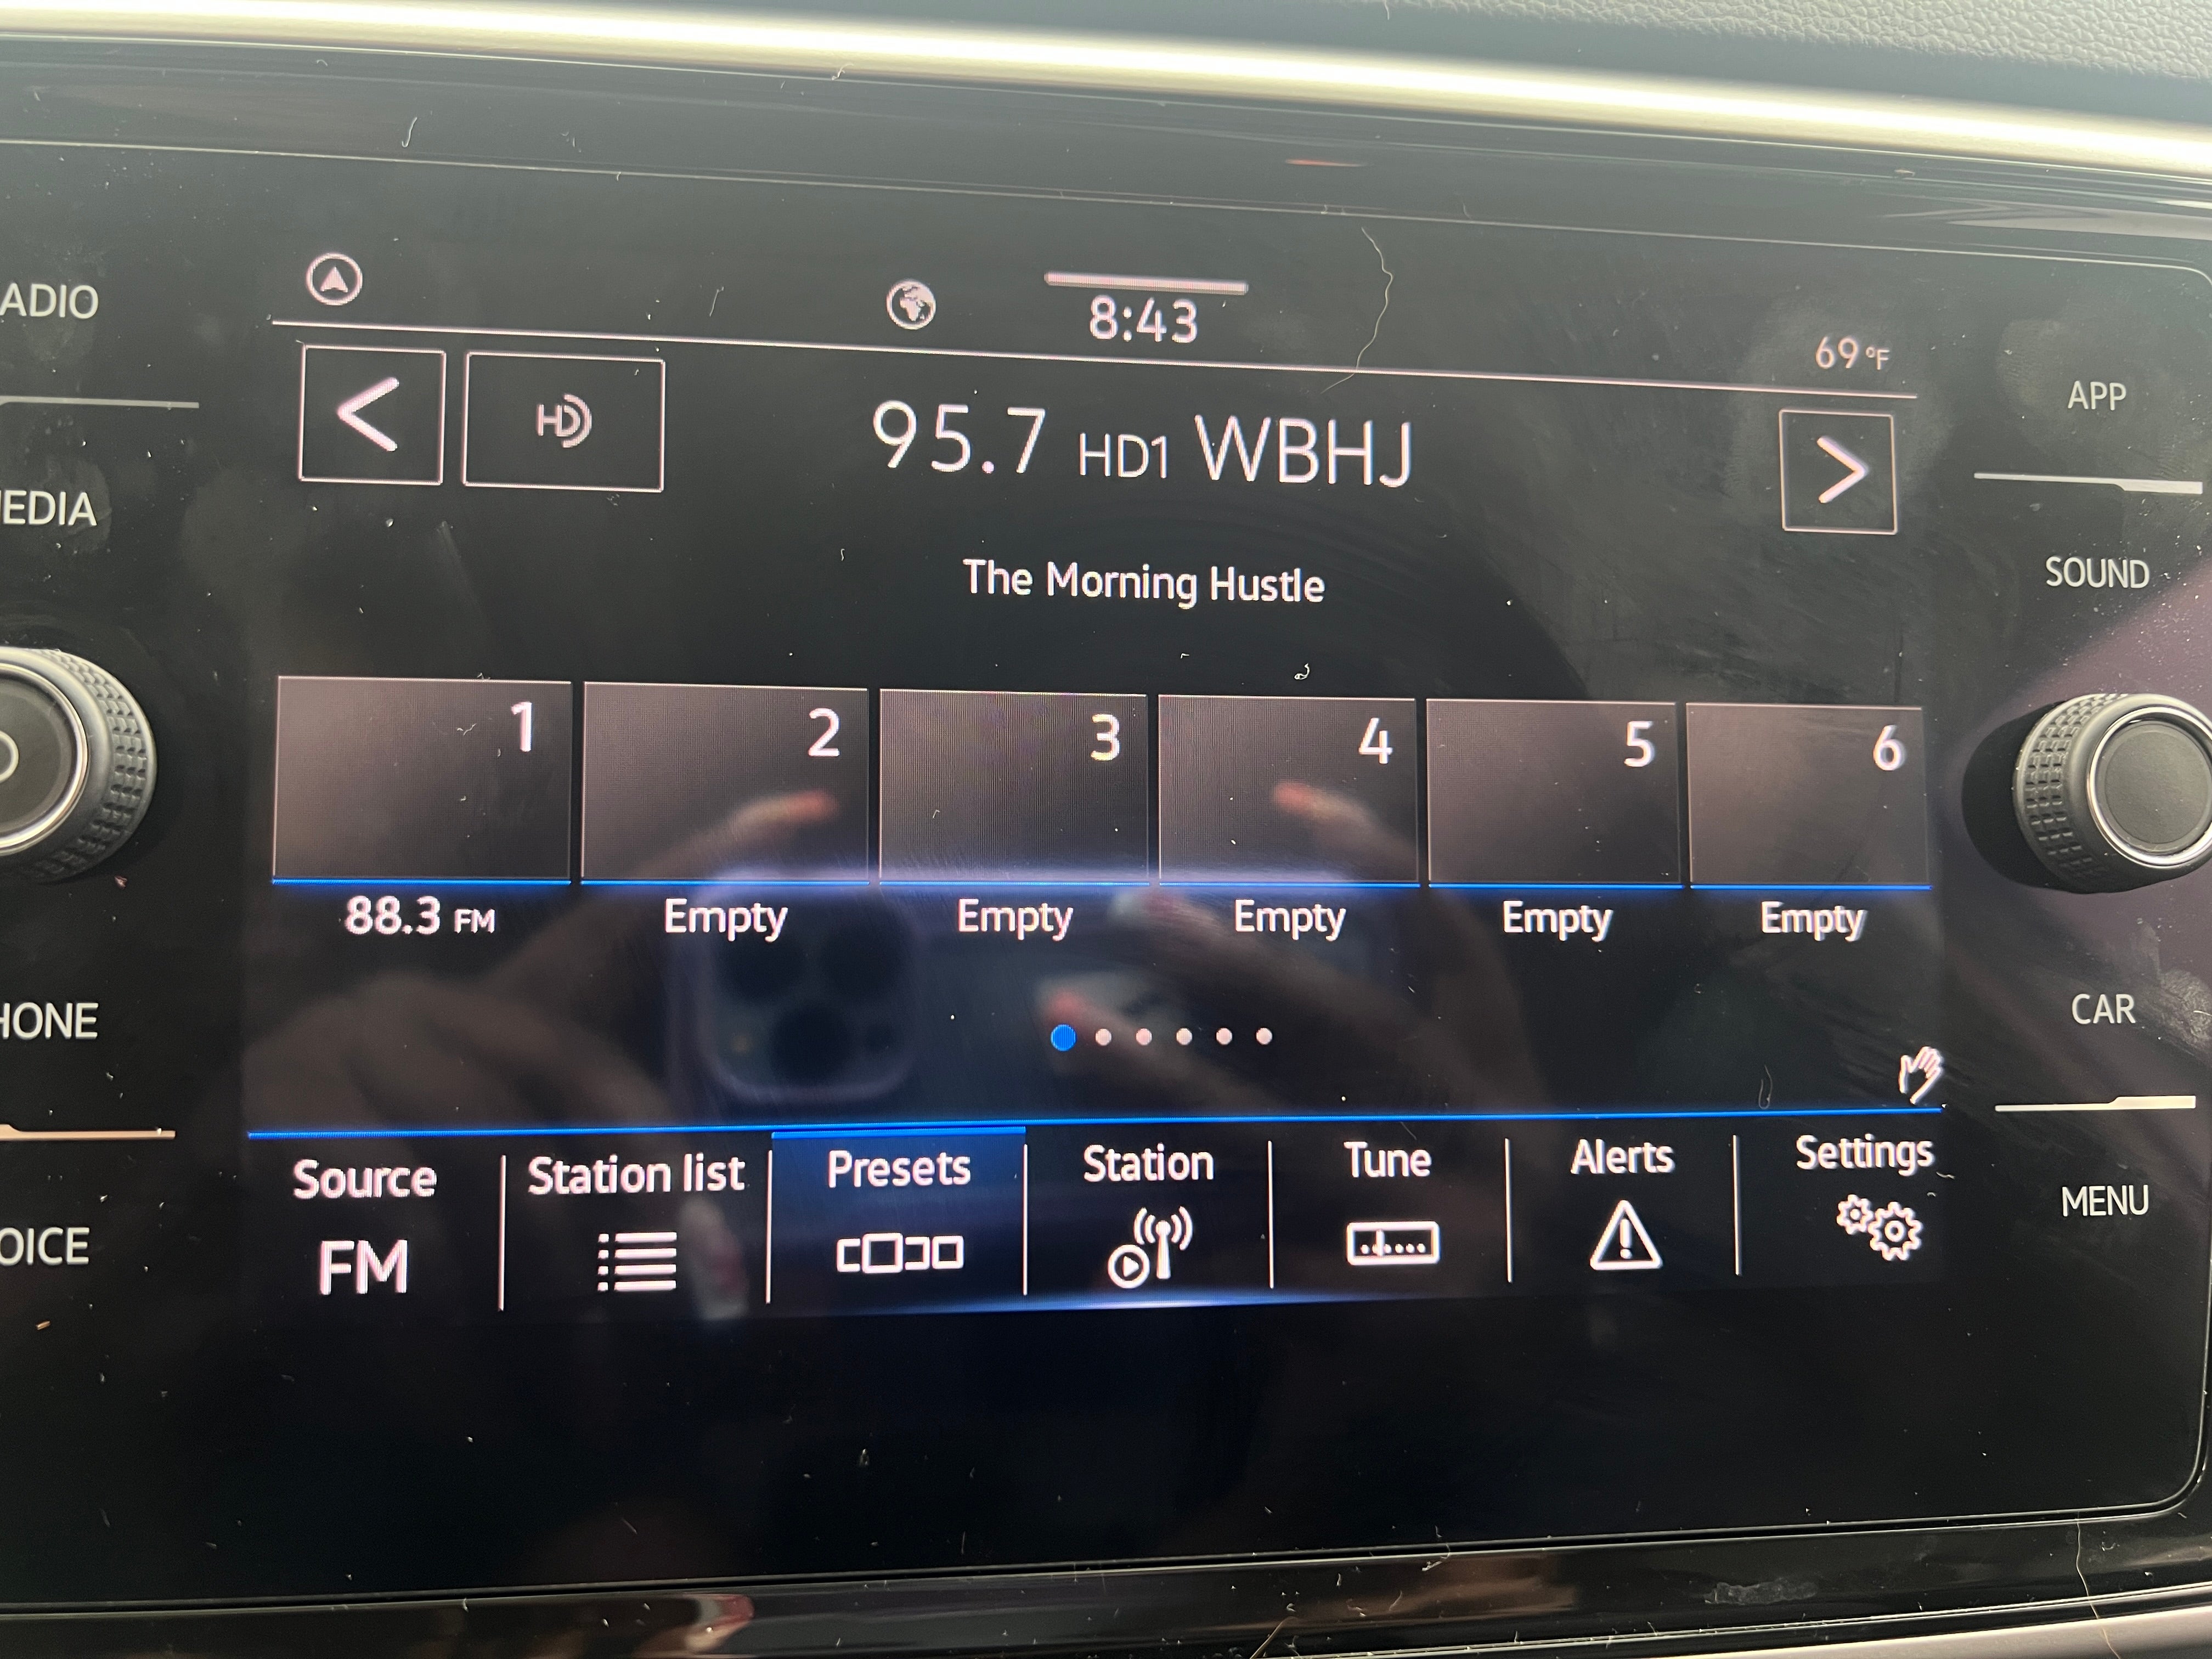 8:43
69°F
HD
95.7 HD1 WBHJ
The Morning Hustle
1
2
3
4
5
6
88.3 FM
Empty
Empty
Empty
Empty
Empty
Source
Station list
Presets
Station
Tune
Alerts
Settings
FM
ADIO
EDIA
HONE
OICE
APP
SOUND
CAR
MENU